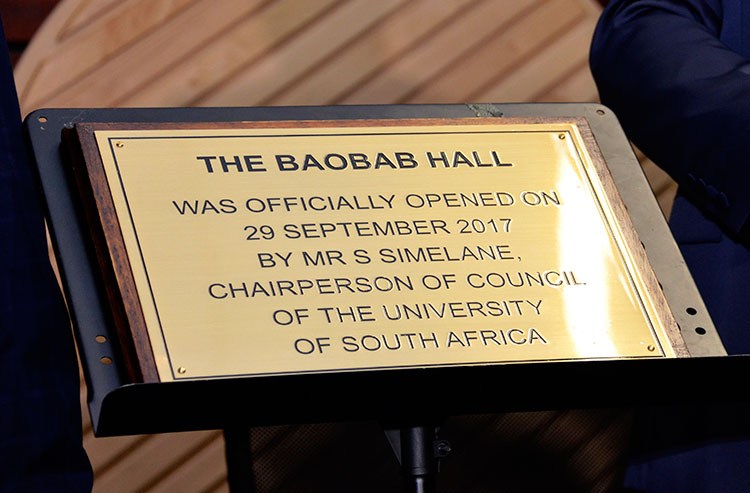 THE BAOBAB HALL
WAS OFFICIALLY OPENED ON
29 SEPTEMBER 2017
BY MR S SIMELANE,
CHAIRPERSON OF COUNCIL
OF THE UNIVERSITY
OF SOUTH AFRICA